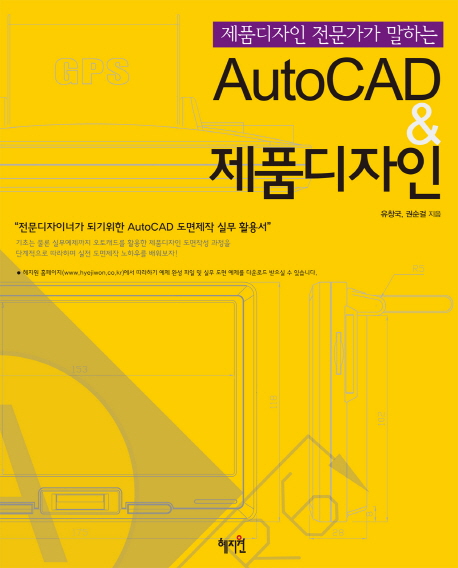 제품디자인 전문가가 말하는
GPS
AutoCAD
&
제품디자인
유창국, 권순걸 지음
“전문디자이너가 되기위한 AutoCAD 도면제작 실무 활용서”
기초는 물론 실무예제까지 오토캐드를 활용한 제품디자인 도면작성 과정을
단계적으로 따라하며 실전 도면제작 노하우를 배워보자!
● 혜지원 홈페이지(www.hyejiwon.co.kr)에서 따라하기 예제 완성 파일 및 실무 도면 예제를 다운로드 받으실 수 있습니다.
혜지원